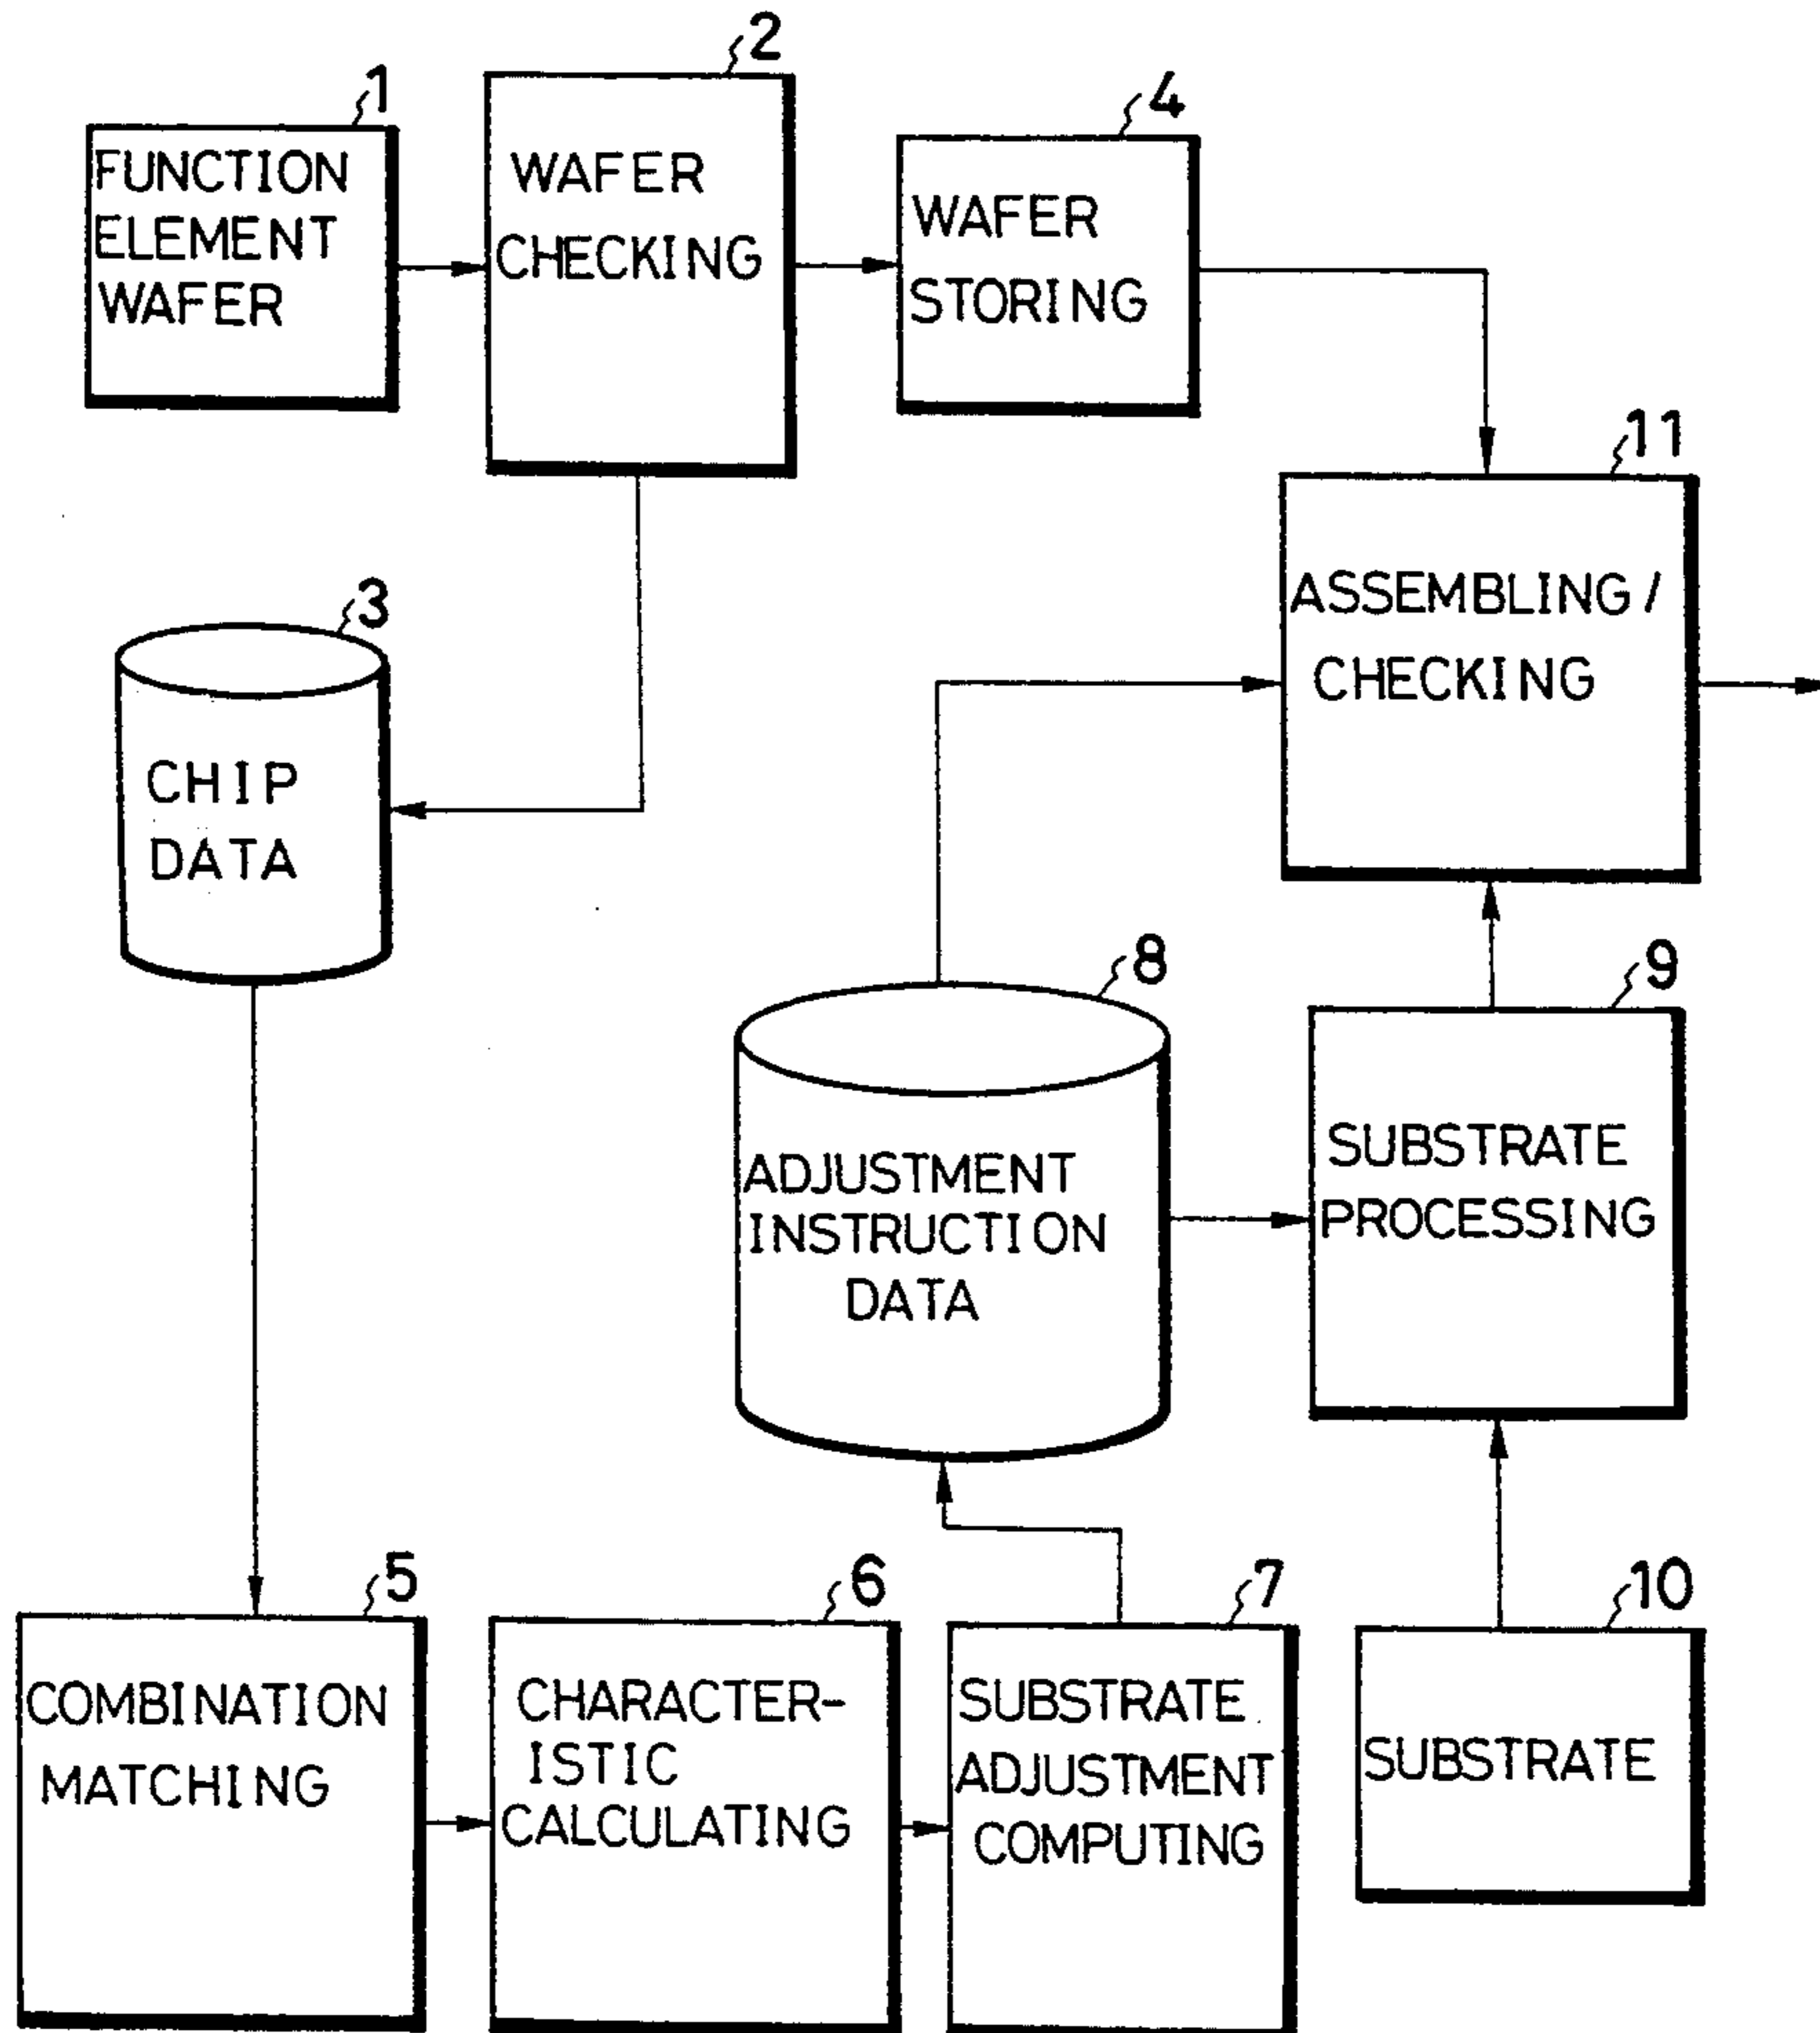 1
FUNCTION
ELEMENT
WAFER
2
WAFER
CHECKING
4
WAFER
STORING
11
ASSEMBLING/
CHECKING
3
CHIP
DATA
8
ADJUSTMENT
INSTRUCTION
DATA
9
SUBSTRATE
PROCESSING
5
COMBINATION
MATCHING
6
CHARACTER-
ISTIC
CALCULATING
7
SUBSTRATE
ADJUSTMENT
COMPUTING
10
SUBSTRATE